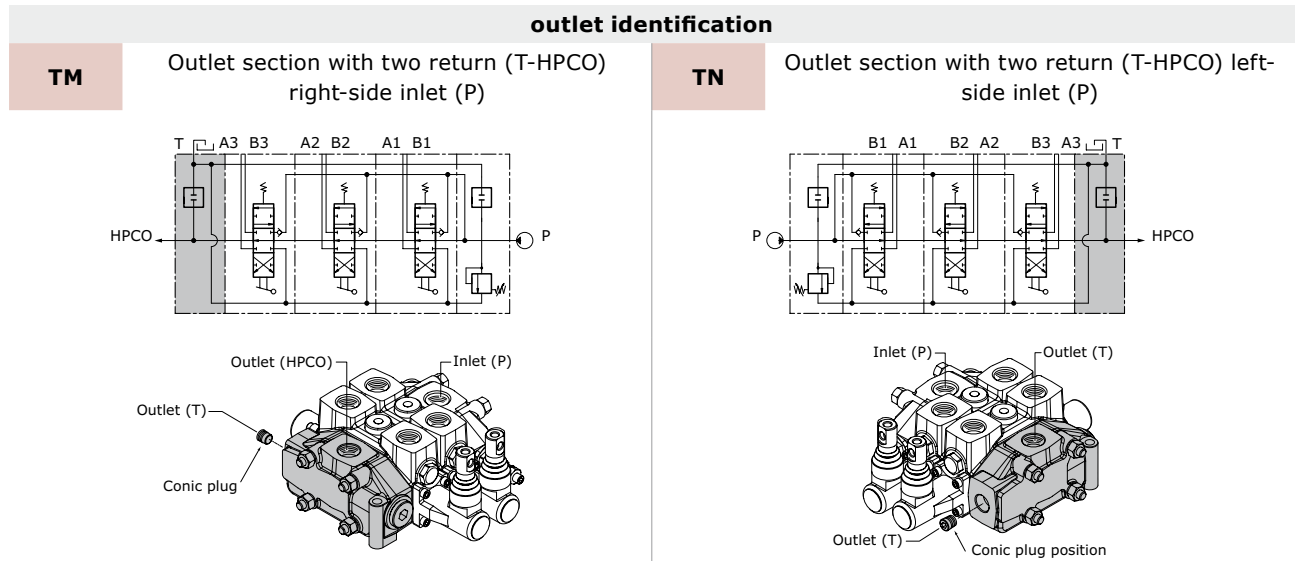 outlet identification
TM
Outlet section with two return (T-HPCO)
right-side inlet (P)
T A3 B3 A2 B2 A1 B1
HPCO
P
Outlet (HPCO)
Inlet (P)
Outlet (T)
Conic plug
TN
Outlet section with two return (T-HPCO) left-
side inlet (P)
B1 A1 B2 A2 B3 A3 T
P
HPCO
Inlet (P)
Outlet (T)
Outlet (T)
Conic plug position